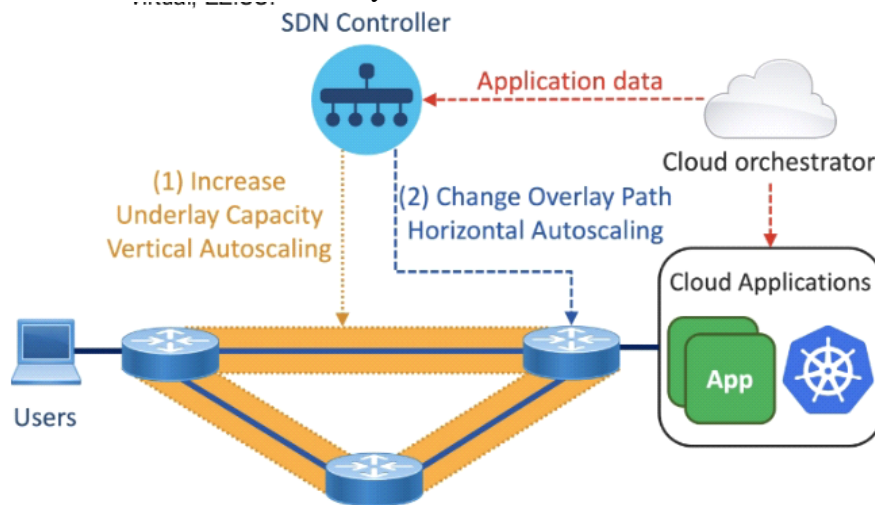 SDN Controller
Application data
Cloud orchestrator
(1) Increase
Underlay Capacity
Vertical Autoscaling
(2) Change Overlay Path
Horizontal Autoscaling
Cloud Applications
App
Users